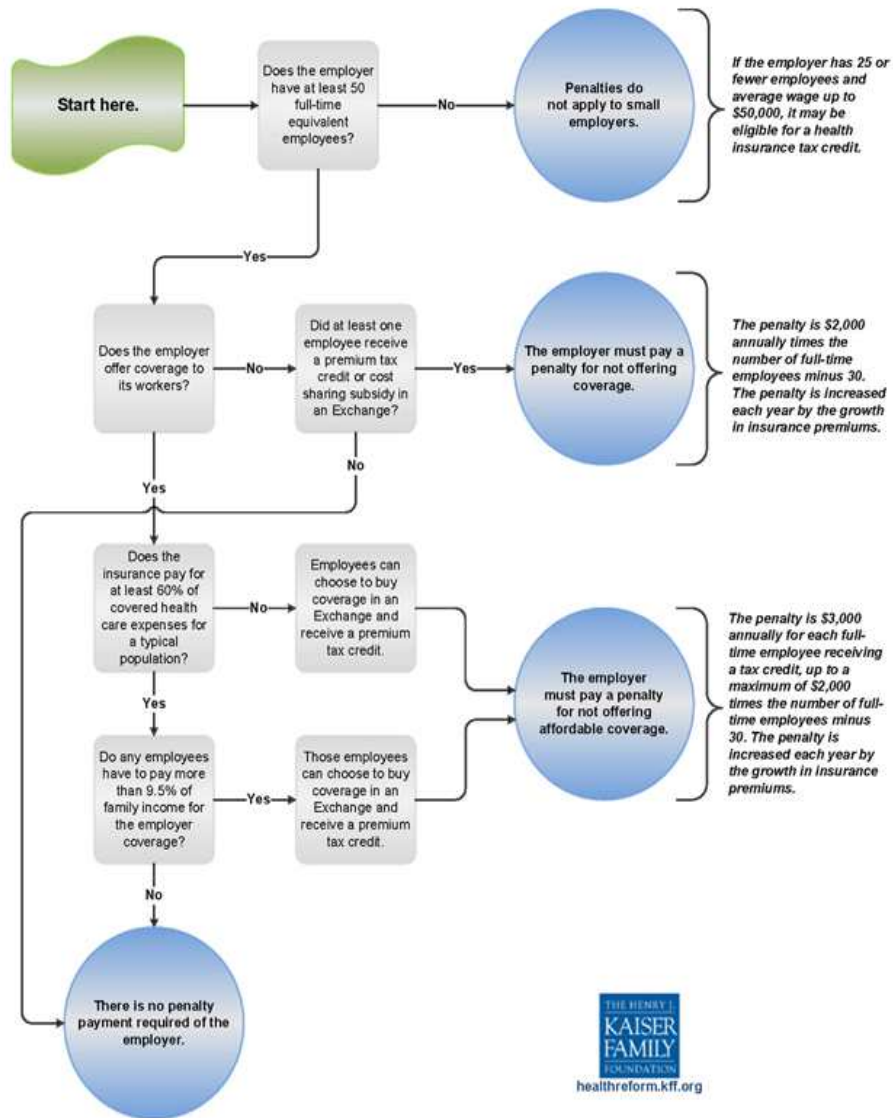 Start here.
Does the employer
have at least 50
full-time
equivalent
employees?
No
Penalties do
not apply to small
employers.
If the employer has 25 or
fewer employees and
average wage up to
$50,000, it may be
eligible for a health
insurance tax credit.
Yes
Does the employer
offer coverage to
its workers?
No
Did at least one
employee receive
a premium tax
credit or cost
sharing subsidy in
an Exchange?
Yes
The employer must pay a
penalty for not offering
coverage.
The penalty is $2,000
annually times the
number of full-time
employees minus 30.
The penalty is increased
each year by the growth
in insurance premiums.
No
Yes
Does the
insurance pay for
at least 60% of
covered health
care expenses for
a typical
population?
No
Employees can
choose to buy
coverage in an
Exchange and
receive a premium
tax credit.
The employer
must pay a penalty
for not offering
affordable coverage.
The penalty is $3,000
annually for each full-
time employee receiving
a tax credit, up to a
maximum of $2,000
times the number of full-
time employees minus
30. The penalty is
increased each year by
the growth in insurance
premiums.
Yes
Do any employees
have to pay more
than 9.5% of
family income for
the employer
coverage?
Yes
Those employees
can choose to buy
coverage in an
Exchange and
receive a premium
tax credit.
No
There is no penalty
payment required of the
employer.
THE HENRY J.
KAISER
FAMILY
FOUNDATION
healthreform.kff.org